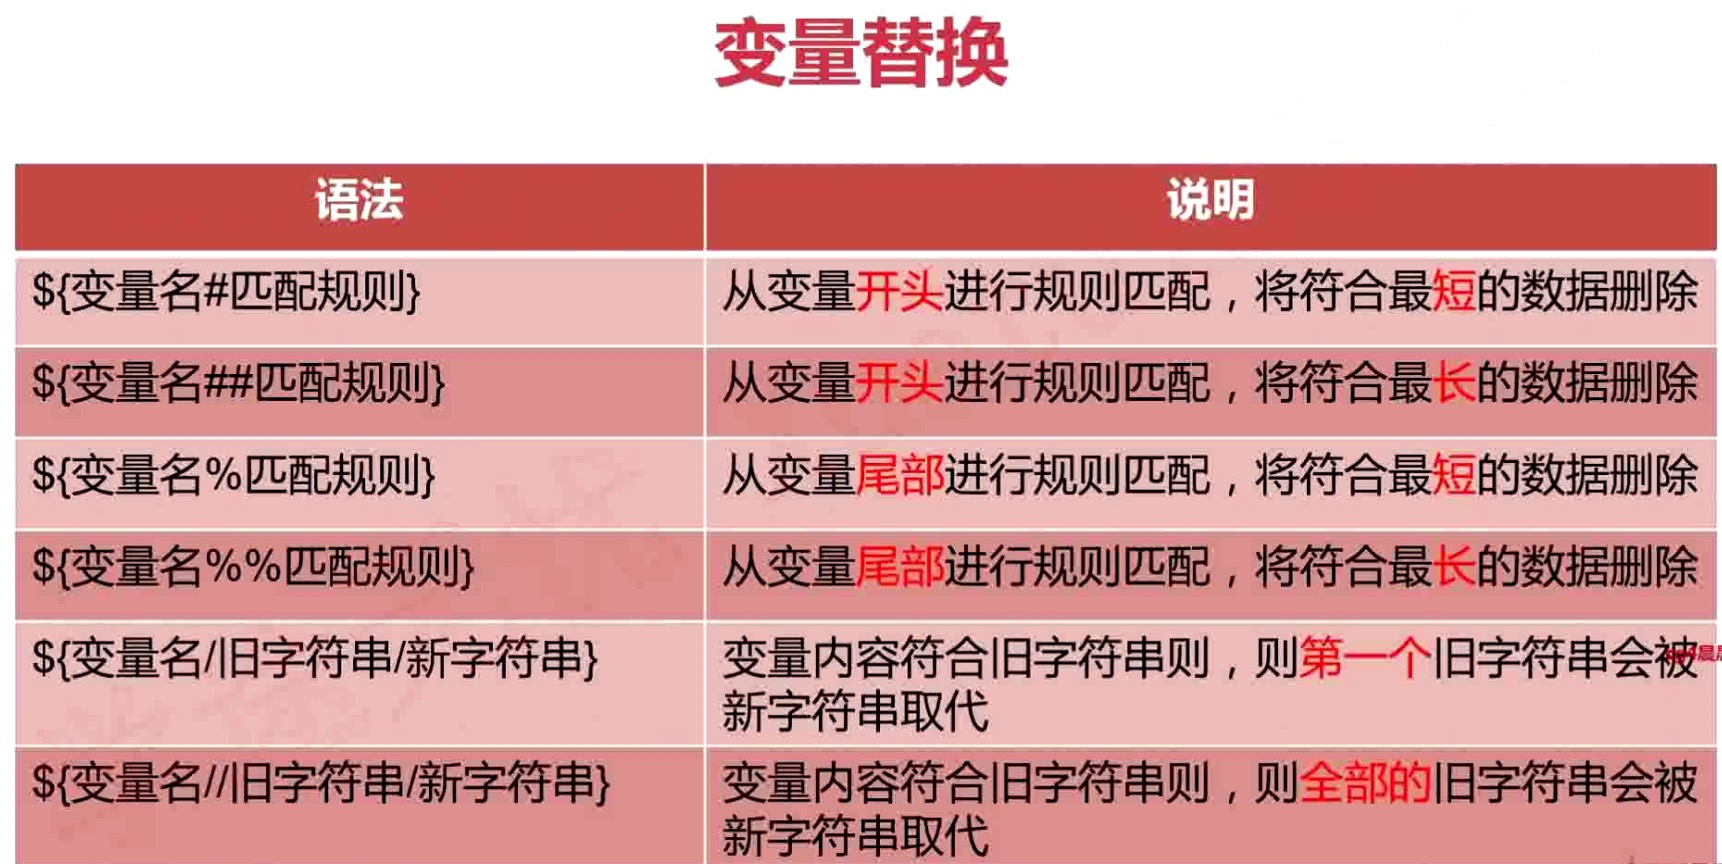 变量替换
语法 说明
${变量名#匹配规则} 从变量开头进行规则匹配，将符合最短的数据删除
${变量名##匹配规则} 从变量开头进行规则匹配，将符合最长的数据删除
${变量名%匹配规则} 从变量尾部进行规则匹配，将符合最短的数据删除
${变量名%%匹配规则} 从变量尾部进行规则匹配，将符合最长的数据删除
${变量名/旧字符串/新字符串} 变量内容符合旧字符串则，则第一个旧字符串会被
新字符串取代
${变量名//旧字符串/新字符串} 变量内容符合旧字符串则，则全部的旧字符串会被
新字符串取代